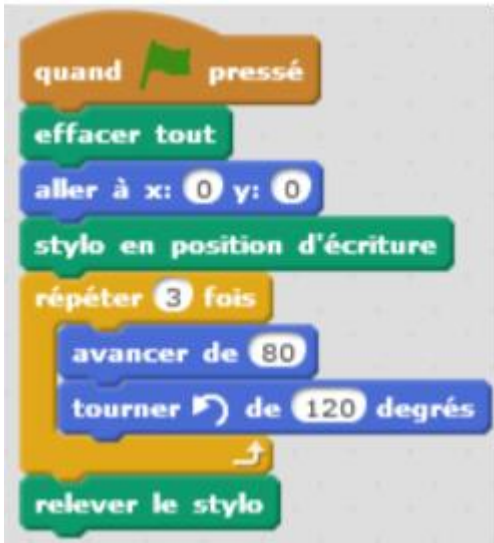 quand pressé
effacer tout
aller à x: 0 y: 0
stylo en position d'écriture
répéter 3 fois
avancer de 80
tourner de 120 degrés
relever le stylo